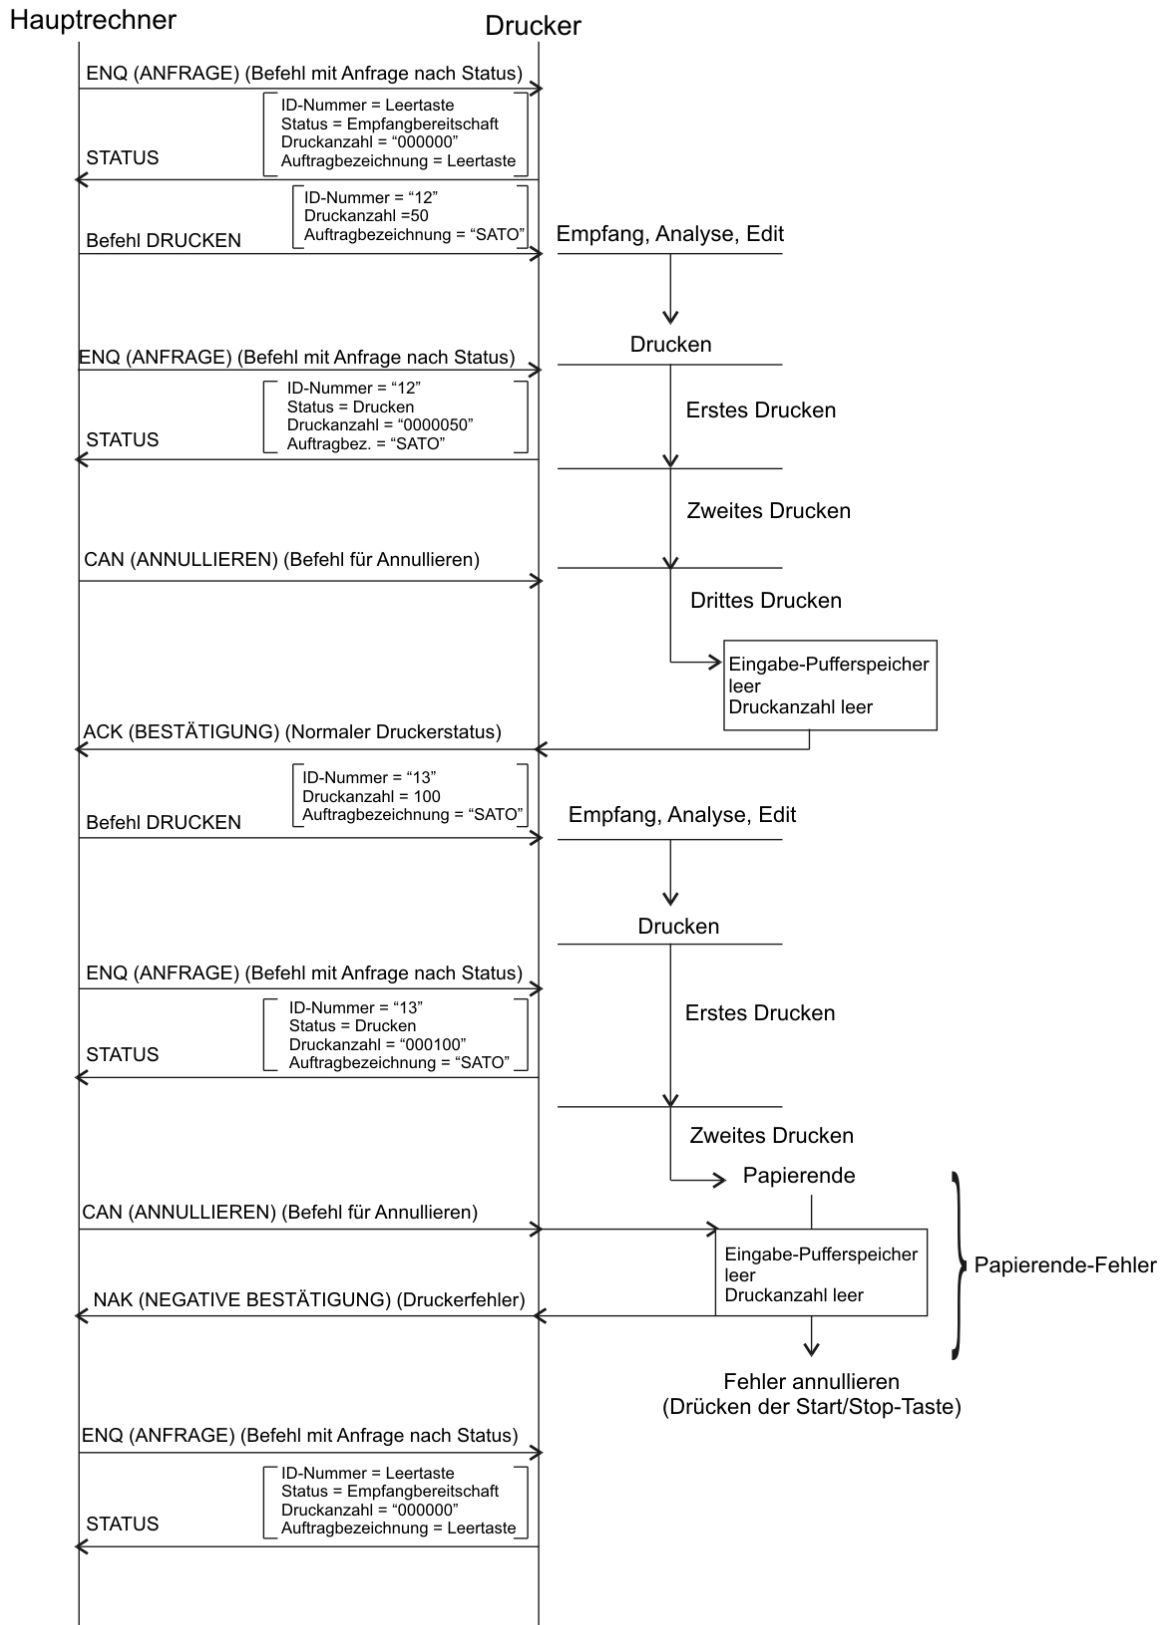 Hauptrechner
Drucker
ENQ (ANFRAGE) (Befehl mit Anfrage nach Status)
ID-Nummer = Leertaste
Status = Empfangbereitschaft
Druckanzahl = “000000”
STATUS
Auftragbezeichnung = Leertaste
ID-Nummer = “12”
Druckanzahl =50
Auftragbezeichnung = “SATO”
Befehl DRUCKEN
Empfang, Analyse, Edit
Drucken
ENQ (ANFRAGE) (Befehl mit Anfrage nach Status)
ID-Nummer = “12”
Status = Drucken
Druckanzahl = “0000050”
STATUS
Auftragbez. = “SATO”
Erstes Drucken
Zweites Drucken
CAN (ANNULLIEREN) (Befehl für Annullieren)
Drittes Drucken
Eingabe-Pufferspeicher
leer
Druckanzahl leer
ACK (BESTÄTIGUNG) (Normaler Druckerstatus)
ID-Nummer = “13”
Druckanzahl = 100
Auftragbezeichnung = “SATO”
Befehl DRUCKEN
Empfang, Analyse, Edit
Drucken
ENQ (ANFRAGE) (Befehl mit Anfrage nach Status)
ID-Nummer = “13”
Status = Drucken
Druckanzahl = “000100”
STATUS
Auftragbezeichnung = “SATO”
Erstes Drucken
Zweites Drucken
Papierende
CAN (ANNULLIEREN) (Befehl für Annullieren)
Eingabe-Pufferspeicher
leer
Druckanzahl leer
Papierende-Fehler
NAK (NEGATIVE BESTÄTIGUNG) (Druckerfehler)
Fehler annullieren
(Drücken der Start/Stop-Taste)
ENQ (ANFRAGE) (Befehl mit Anfrage nach Status)
ID-Nummer = Leertaste
Status = Empfangbereitschaft
Druckanzahl = “000000”
STATUS
Auftragbezeichnung = Leertaste